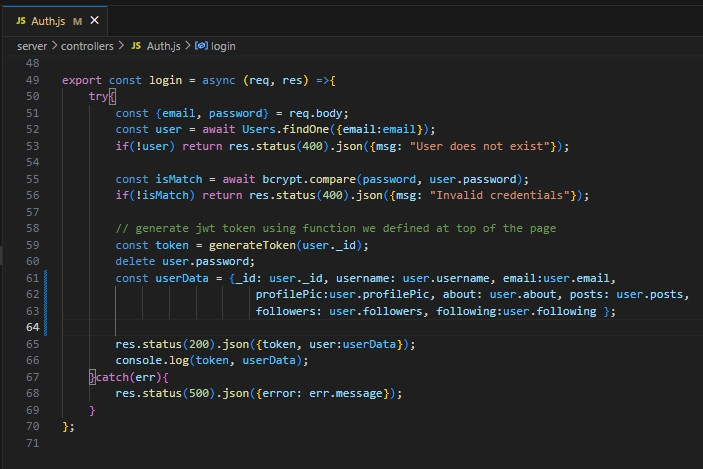 JS Auth.js M ×
server > controllers > JS Auth.js > login
48
49 export const login = async (req, res) =>{
50 try{
51 const {email, password} = req.body;
52 const user = await Users.findOne({email:email});
53 if(!user) return res.status(400).json({msg: "User does not exist"});
54
55 const isMatch = await bcrypt.compare(password, user.password);
56 if(!isMatch) return res.status(400).json({msg: "Invalid credentials"});
57
58 // generate jwt token using function we defined at top of the page
59 const token = generateToken(user._id);
60 delete user.password;
61 const userData = {_id: user._id, username: user.username, email:user.email,
62 profilePic:user.profilePic, about: user.about, posts: user.posts,
63 followers: user.followers, following:user.following };
64
65 res.status(200).json({token, user:userData});
66 console.log(token, userData);
67 }catch(err){
68 res.status(500).json({error: err.message});
69 }
70 };
71